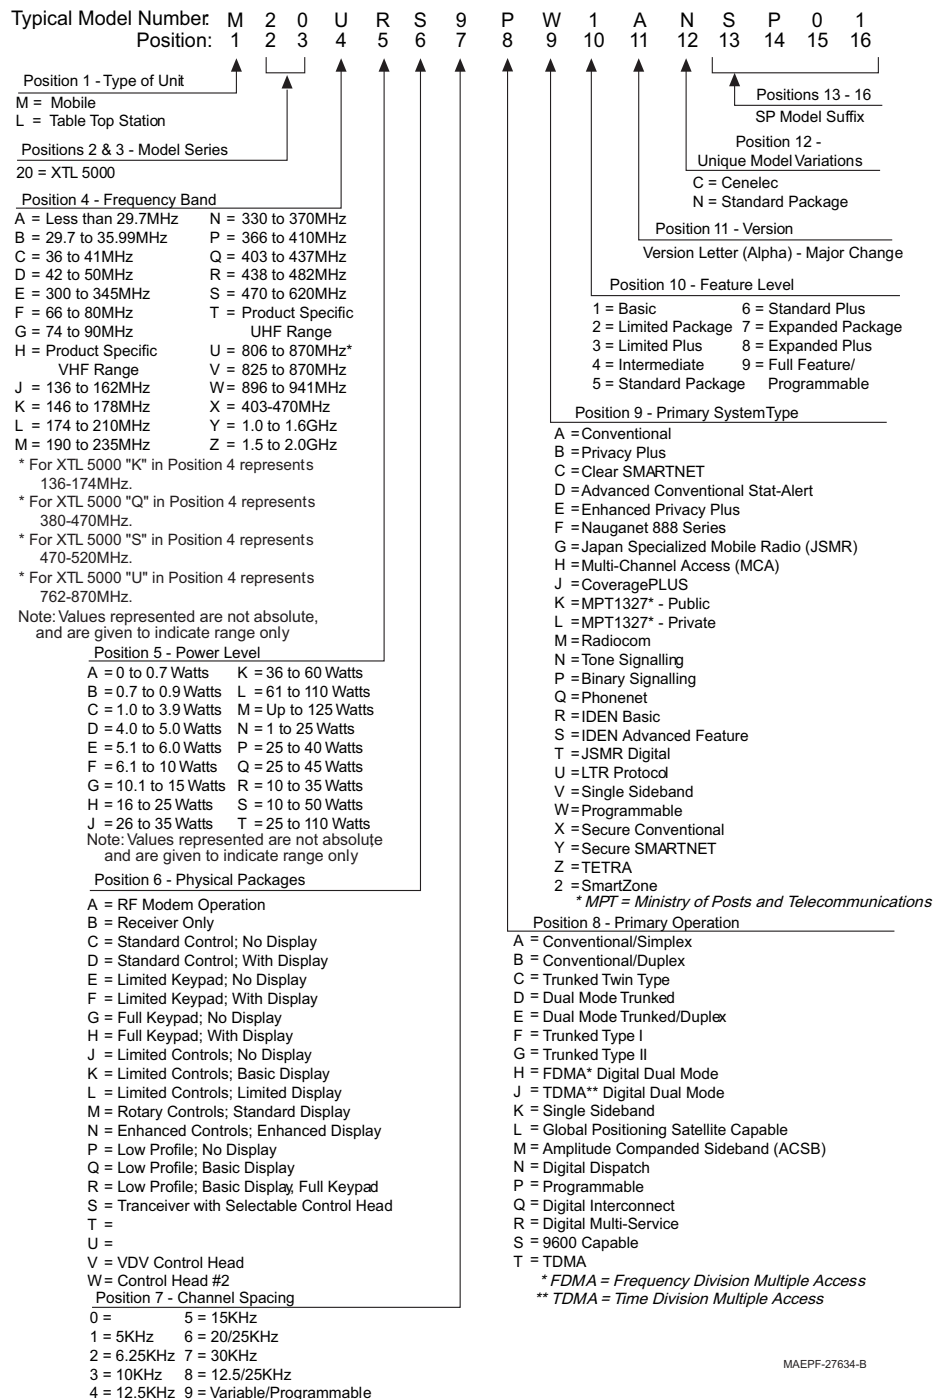 Typical Model Number: M 2 0 U R S 9 P W 1 A N S P 0 1
Position: 1 2 3 4 5 6 7 8 9 10 11 12 13 14 15 16
Position 1 - Type of Unit
M = Mobile
L = Table Top Station
Positions 2 & 3 - Model Series
20 = XTL 5000
Position 4 - Frequency Band
A = Less than 29.7MHz
B = 29.7 to 35.99MHz
C = 36 to 41MHz
D = 42 to 50MHz
E = 300 to 345MHz
F = 66 to 80MHz
G = 74 to 90MHz
H = Product Specific
VHF Range
J = 136 to 162MHz
K = 146 to 178MHz
L = 174 to 210MHz
M = 190 to 235MHz
N = 330 to 370MHz
P = 366 to 410MHz
Q = 403 to 437MHz
R = 438 to 482MHz
S = 470 to 620MHz
T = Product Specific
UHF Range
U = 806 to 870MHz*
V = 825 to 870MHz
W = 896 to 941MHz
X = 403-470MHz
Y = 1.0 to 1.6GHz
Z = 1.5 to 2.0GHz
* For XTL 5000 "K" in Position 4 represents
136-174MHz.
* For XTL 5000 "Q" in Position 4 represents
380-470MHz.
* For XTL 5000 "S" in Position 4 represents
470-520MHz.
* For XTL 5000 "U" in Position 4 represents
762-870MHz.
Note: Values represented are not absolute,
and are given to indicate range only
Position 5 - Power Level
A = 0 to 0.7 Watts
B = 0.7 to 0.9 Watts
C = 1.0 to 3.9 Watts
D = 4.0 to 5.0 Watts
E = 5.1 to 6.0 Watts
F = 6.1 to 10 Watts
G = 10.1 to 15 Watts
H = 16 to 25 Watts
J = 26 to 35 Watts
K = 36 to 60 Watts
L = 61 to 110 Watts
M = Up to 125 Watts
N = 1 to 25 Watts
P = 25 to 40 Watts
Q = 25 to 45 Watts
R = 10 to 35 Watts
S = 10 to 50 Watts
T = 25 to 110 Watts
Note: Values represented are not absolute
and are given to indicate range only
Position 6 - Physical Packages
A = RF Modem Operation
B = Receiver Only
C = Standard Control; No Display
D = Standard Control; With Display
E = Limited Keypad; No Display
F = Limited Keypad; With Display
G = Full Keypad; No Display
H = Full Keypad; With Display
J = Limited Controls; No Display
K = Limited Controls; Basic Display
L = Limited Controls; Limited Display
M = Rotary Controls; Standard Display
N = Enhanced Controls; Enhanced Display
P = Low Profile; No Display
Q = Low Profile; Basic Display
R = Low Profile; Basic Display, Full Keypad
S = Tranceiver with Selectable Control Head
T =
U =
V = VDV Control Head
W = Control Head #2
Position 7 - Channel Spacing
0 =
1 = 5KHz
2 = 6.25KHz
3 = 10KHz
4 = 12.5KHz
5 = 15KHz
6 = 20/25KHz
7 = 30KHz
8 = 12.5/25KHz
9 = Variable/Programmable
Positions 13 - 16
SP Model Suffix
Position 12 -
Unique Model Variations
C = Cenelec
N = Standard Package
Position 11 - Version
Version Letter (Alpha) - Major Change
Position 10 - Feature Level
1 = Basic
2 = Limited Package
3 = Limited Plus
4 = Intermediate
5 = Standard Package
6 = Standard Plus
7 = Expanded Package
8 = Expanded Plus
9 = Full Feature/
Programmable
Position 9 - Primary System Type
A = Conventional
B = Privacy Plus
C = Clear SMARTNET
D = Advanced Conventional Stat-Alert
E = Enhanced Privacy Plus
F = Nauganet 888 Series
G = Japan Specialized Mobile Radio (JSMR)
H = Multi-Channel Access (MCA)
J = CoveragePLUS
K = MPT1327* - Public
L = MPT1327* - Private
M = Radiocom
N = Tone Signalling
P = Binary Signalling
Q = Phonenet
R = IDEN Basic
S = IDEN Advanced Feature
T = JSMR Digital
U = LTR Protocol
V = Single Sideband
W = Programmable
X = Secure Conventional
Y = Secure SMARTNET
Z = TETRA
2 = SmartZone
* MPT = Ministry of Posts and Telecommunications
Position 8 - Primary Operation
A = Conventional/Simplex
B = Conventional/Duplex
C = Trunked Twin Type
D = Dual Mode Trunked
E = Dual Mode Trunked/Duplex
F = Trunked Type I
G = Trunked Type II
H = FDMA* Digital Dual Mode
J = TDMA** Digital Dual Mode
K = Single Sideband
L = Global Positioning Satellite Capable
M = Amplitude Companded Sideband (ACSB)
N = Digital Dispatch
P = Programmable
Q = Digital Interconnect
R = Digital Multi-Service
S = 9600 Capable
T = TDMA
* FDMA = Frequency Division Multiple Access
** TDMA = Time Division Multiple Access
MAEPF-27634-B